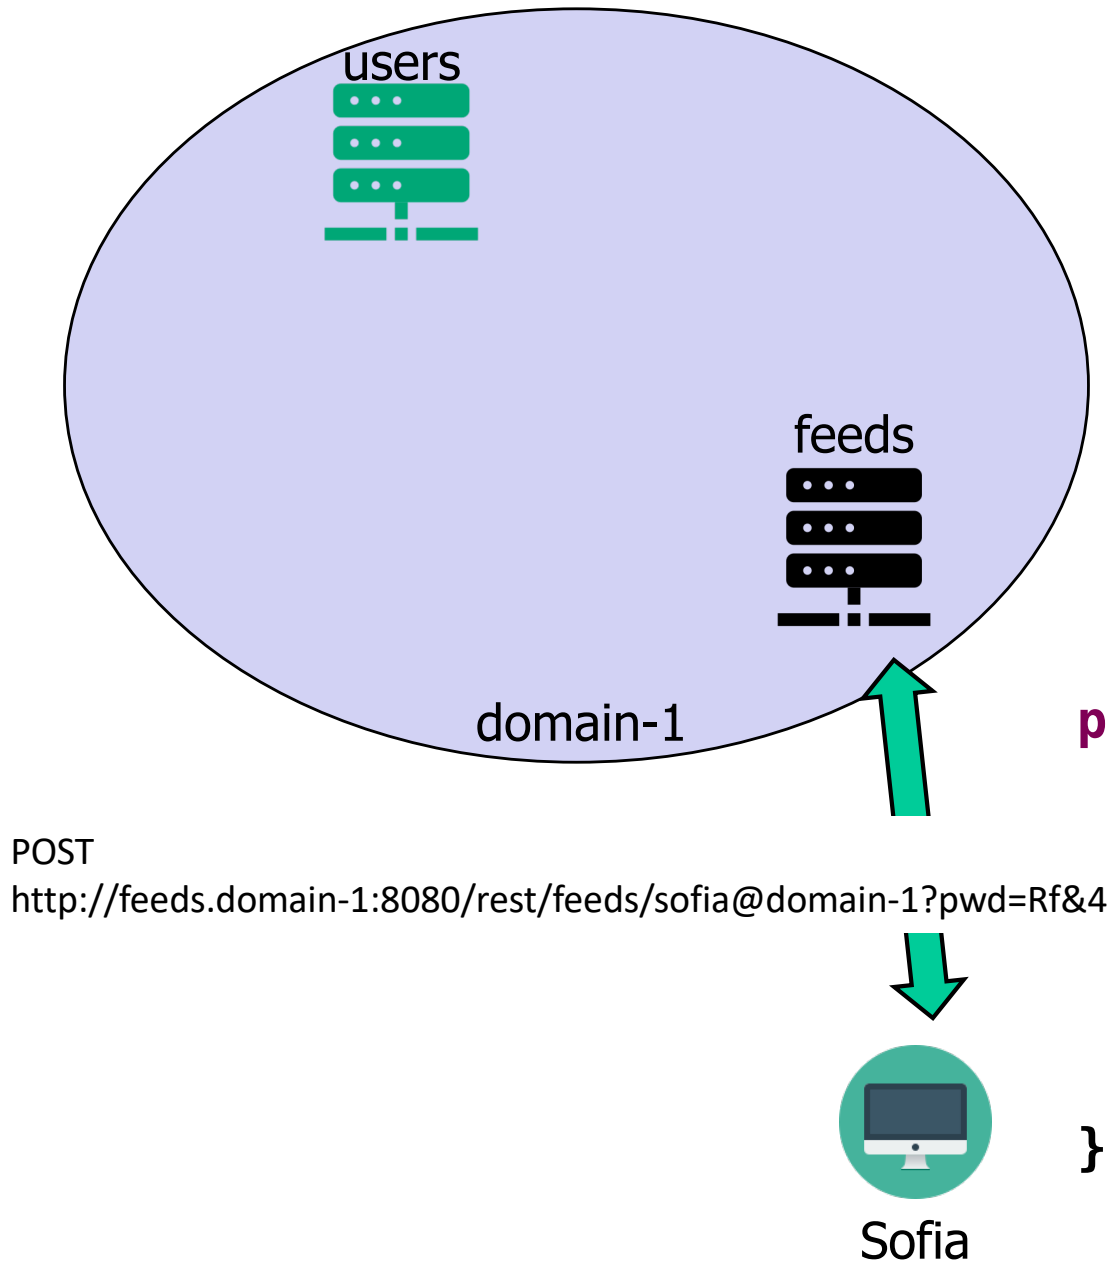 users
feeds
domain-1
p
POST
http://feeds.domain-1:8080/rest/feeds/sofia@domain-1?pwd=Rf&4
}
Sofia